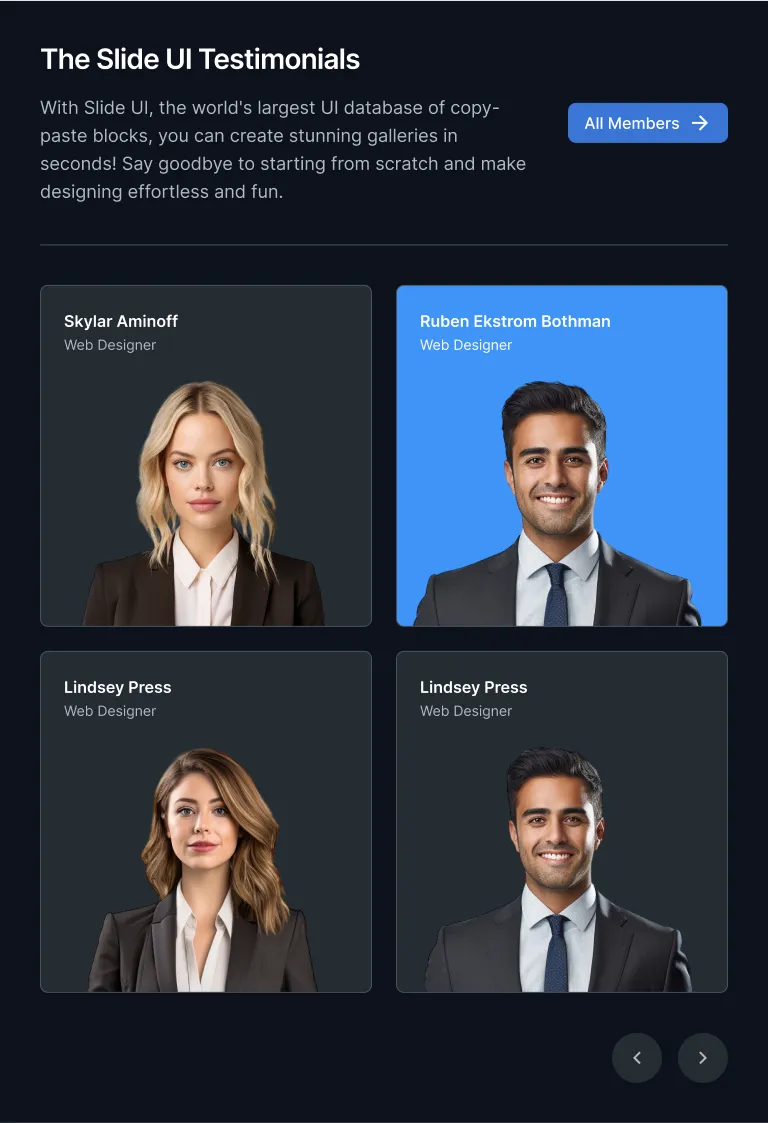 The Slide UI Testimonials
With Slide UI, the world's largest UI database of copy-
paste blocks, you can create stunning galleries in
seconds! Say goodbye to starting from scratch and make
designing effortless and fun.
All Members
Skylar Aminoff
Web Designer
Ruben Ekstrom Bothman
Web Designer
Lindsey Press
Web Designer
Lindsey Press
Web Designer